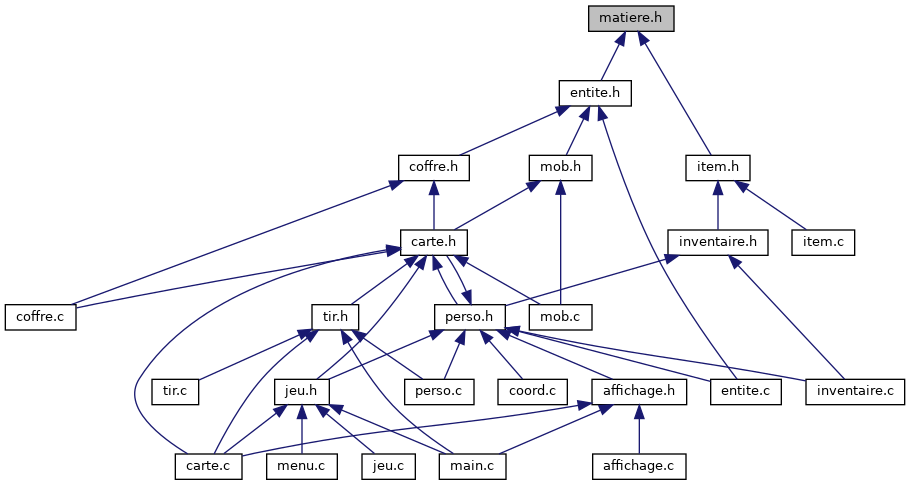 matiere.h
entite.h
coffre.h
mob.h
item.h
carte.h
inventaire.h
item.c
coffre.c
tir.h
perso.h
mob.c
tir.c
jeu.h
perso.c
coord.c
affichage.h
entite.c
inventaire.c
carte.c
menu.c
jeu.c
main.c
affichage.c